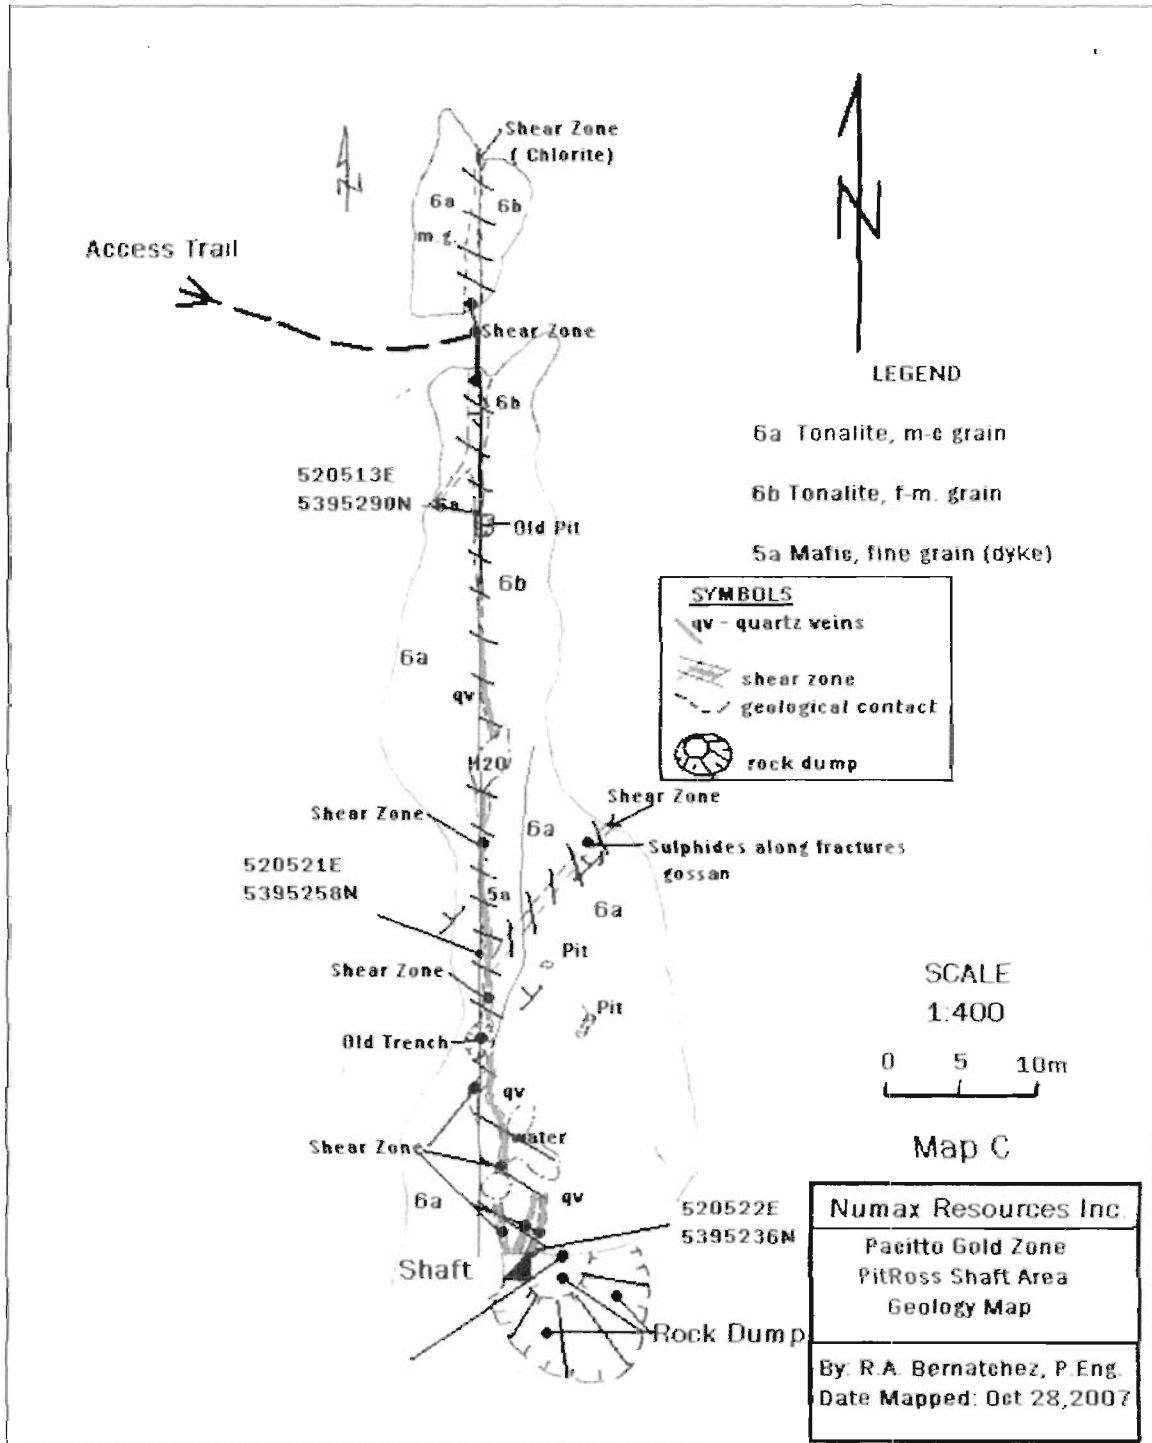 Shear Zone
( Chlorite)
N
N
6a
6b
m.g.
Access Trail
Shear Zone
LEGEND
6b
6a Tonalite, m-c grain
520513E
5395290N
6a
6b Tonalite, f-m. grain
Old Pit
5a Mafic, fine grain (dyke)
6b
SYMBOLS
qv - quartz veins
6a
shear zone
qv
geological contact
H20
rock dump
Shear Zone
Shear Zone
6a
Sulphides along fractures
gossan
520521E
5395258N
5a
6a
Pit
Shear Zone
SCALE
1:400
Pit
Old Trench
0 5 10m
qv
water
Shear Zone
Map C
6a
qv
520522E
5395236N
Shaft
Rock Dump
Numax Resources Inc.
Pacitto Gold Zone
PitRoss Shaft Area
Geology Map
By: R.A. Bernatchez, P.Eng.
Date Mapped: Oct 28,2007